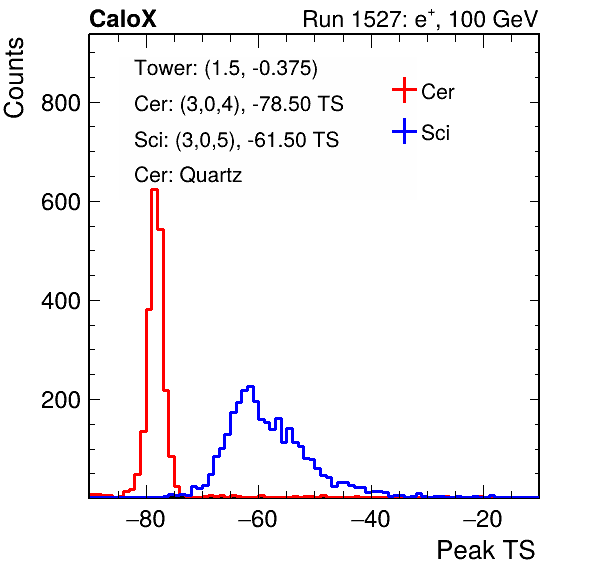 CaloX Run 1527: e+, 100 GeV
Counts
Tower: (1.5, -0.375)
Cer: (3,0,4), -78.50 TS
Sci: (3,0,5), -61.50 TS
Cer: Quartz
Cer
Sci
800
600
400
200
−80 −60 −40 −20
Peak TS